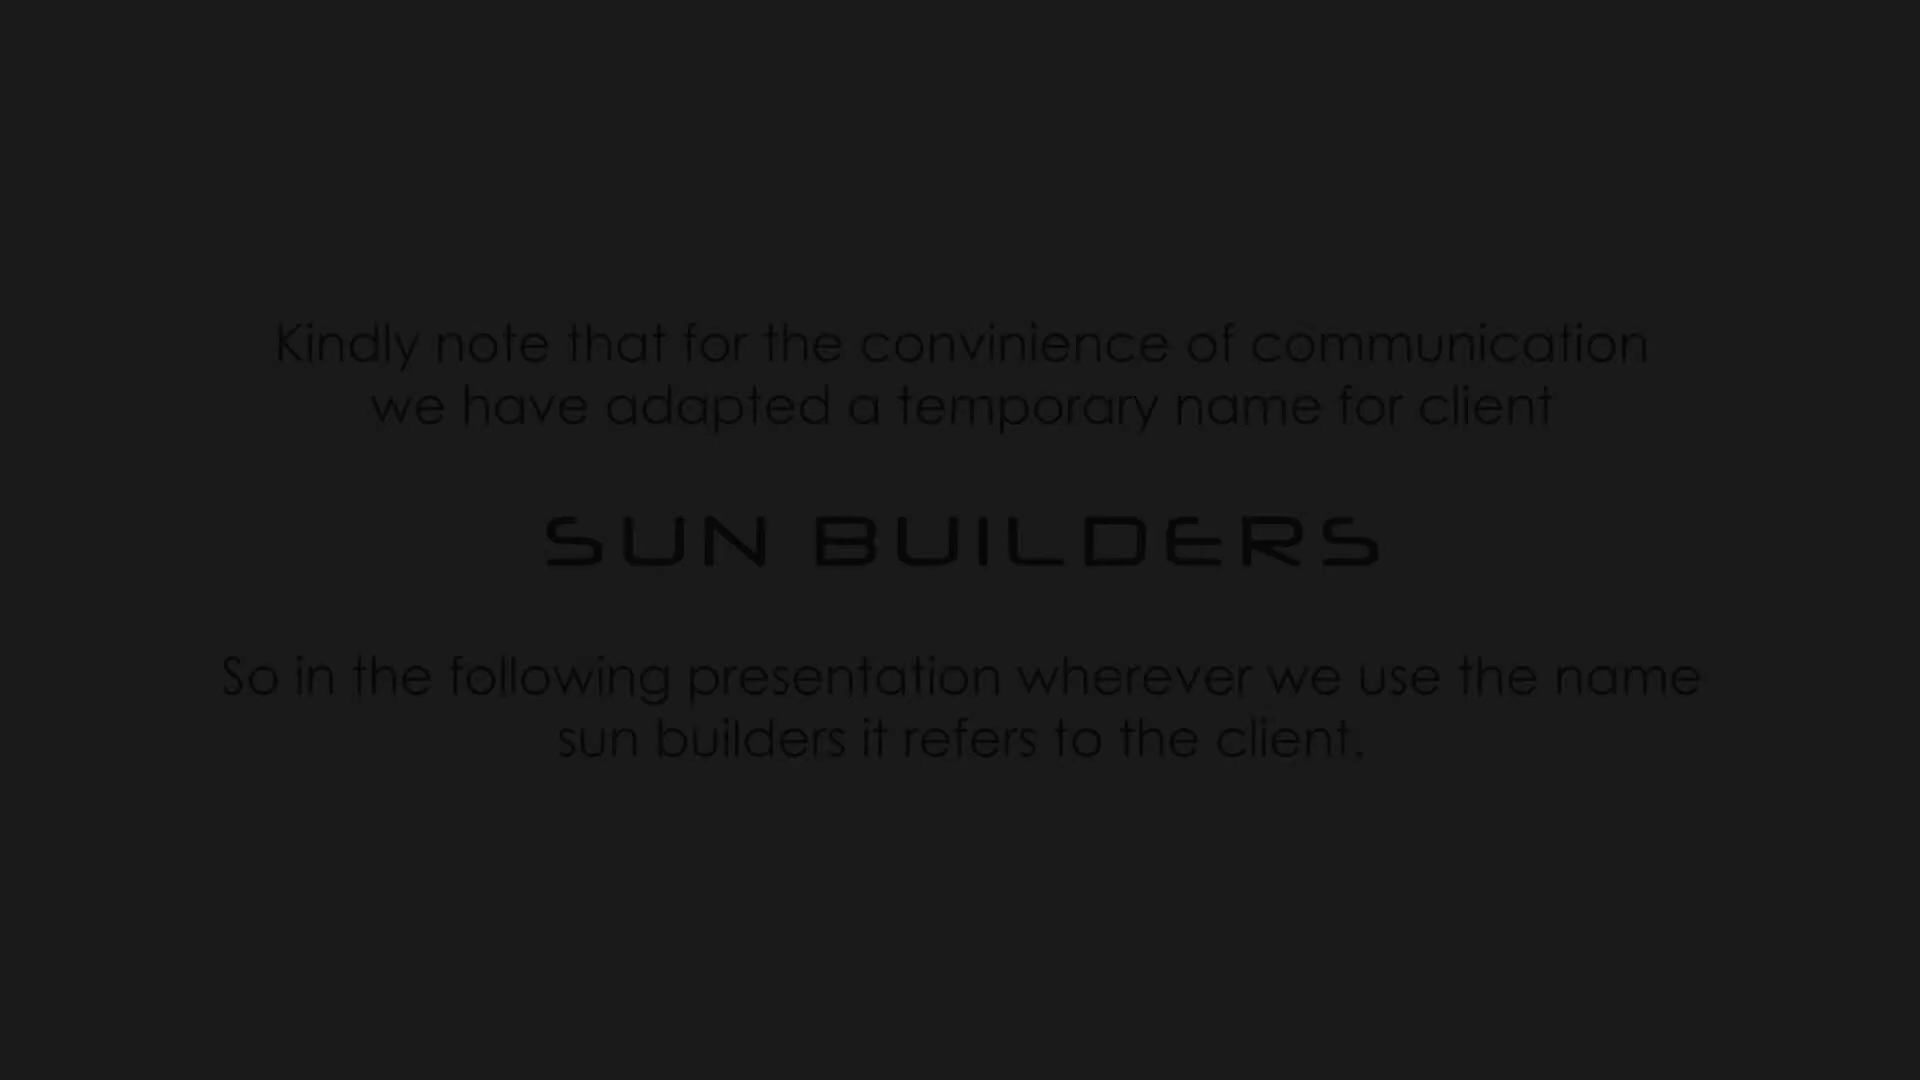 Kindly note that for the convinience of communication
we have adapted a temporary name for client
SUN BUILDERS
So in the following presentation wherever we use the name
sun builders it refers to the client.